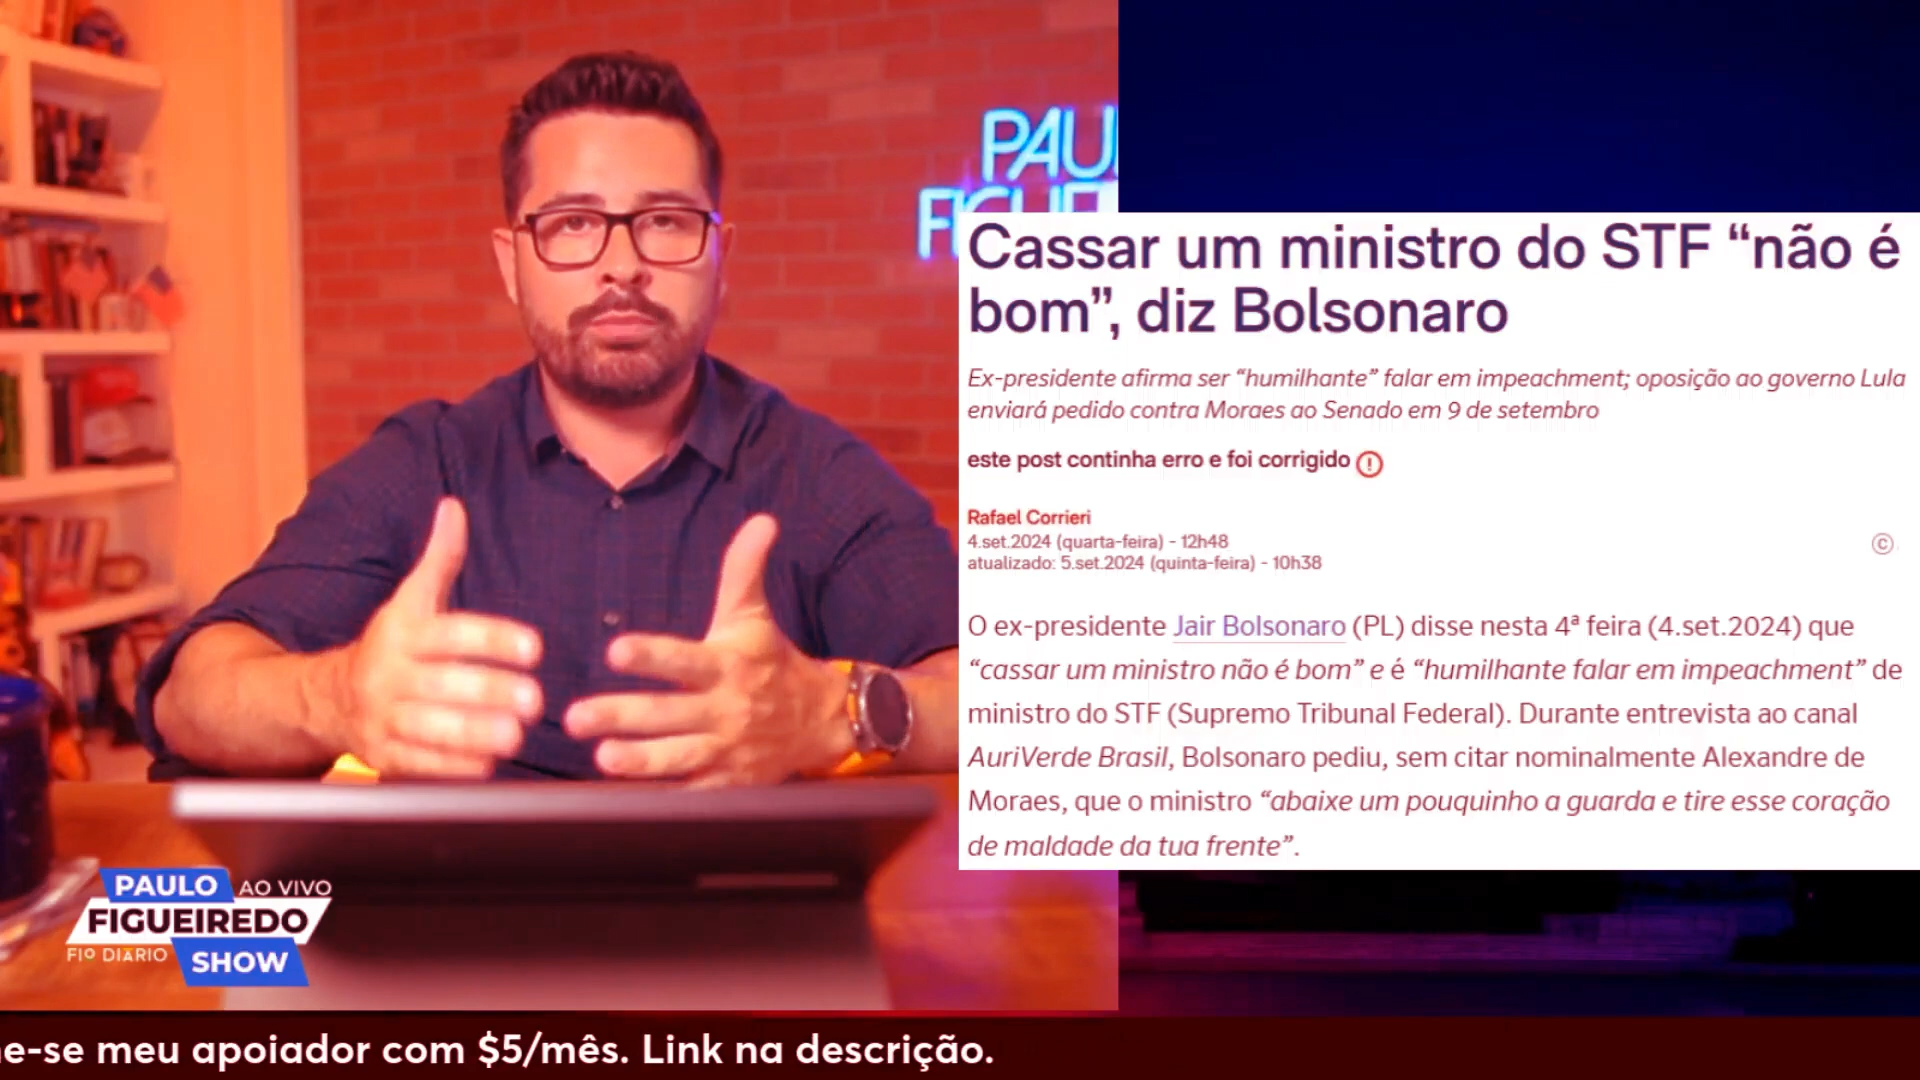 PAU
Cassar um ministro do STF “não é
bom”, diz Bolsonaro
Ex-presidente afirma ser “humilhante” falar em impeachment; oposição ao governo Lula
enviará pedido contra Moraes ao Senado em 9 de setembro
este post continha erro e foi corrigido
Rafael Corrieri
4.set.2024 (quarta-feira) - 12h48
atualizado: 5.set.2024 (quinta-feira) - 10h38
©
O ex-presidente Jair Bolsonaro (PL) disse nesta 4ª feira (4.set.2024) que
“cassar um ministro não é bom” e é “humilhante falar em impeachment” de
ministro do STF (Supremo Tribunal Federal). Durante entrevista ao canal
AuriVerde Brasil, Bolsonaro pediu, sem citar nominalmente Alexandre de
Moraes, que o ministro “abaixe um pouquinho a guarda e tire esse coração
de maldade da tua frente”.
PAULO AO VIVO
FIGUEIREDO
FIO DIÁRIO SHOW
e-se meu apoiador com $5/mês. Link na descrição.